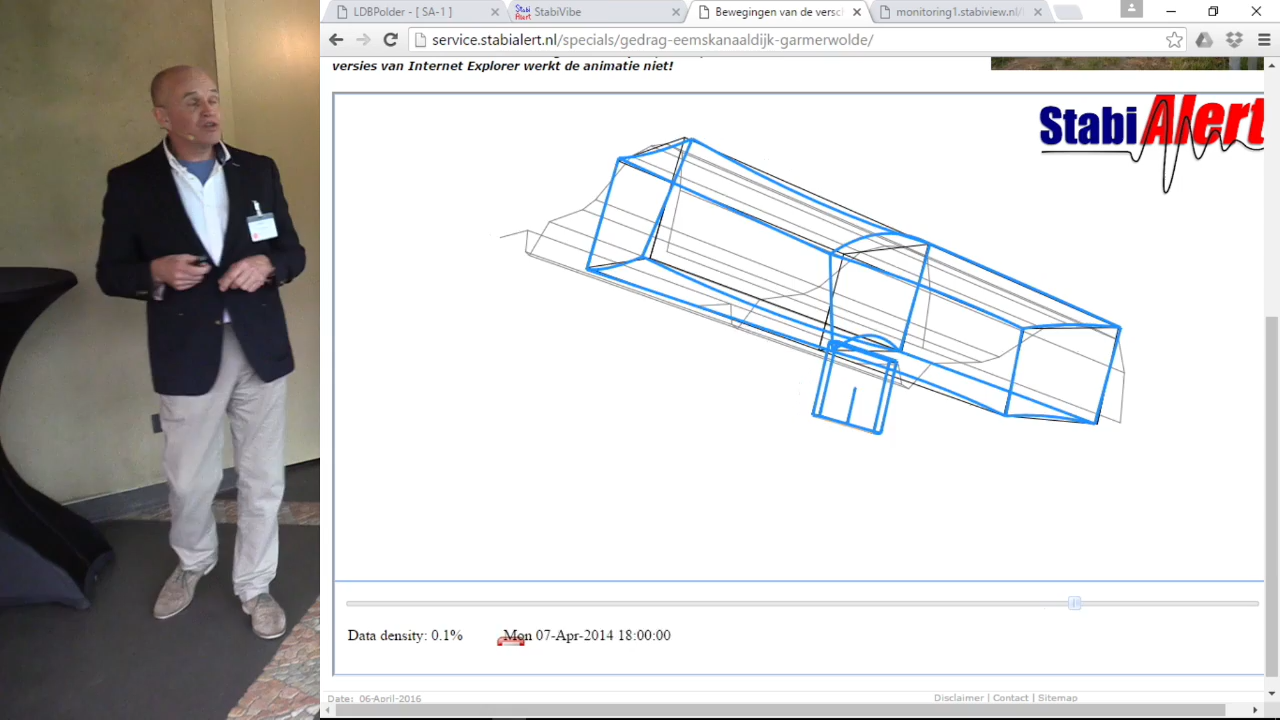 LDBPolder - [ SA-1 ]
StabiVibe
Bewegingen van de versc
monitoring1.stabiview.nl/
service.stabialert.nl/specials/gedrag-eemskanaaldijk-garmerwolde/
versies van Internet Explorer werkt de animatie niet!
StabiAlert
Data density: 0.1%
Mon 07-Apr-2014 18:00:00
Date: 06-April-2016
Disclaimer | Contact | Sitemap